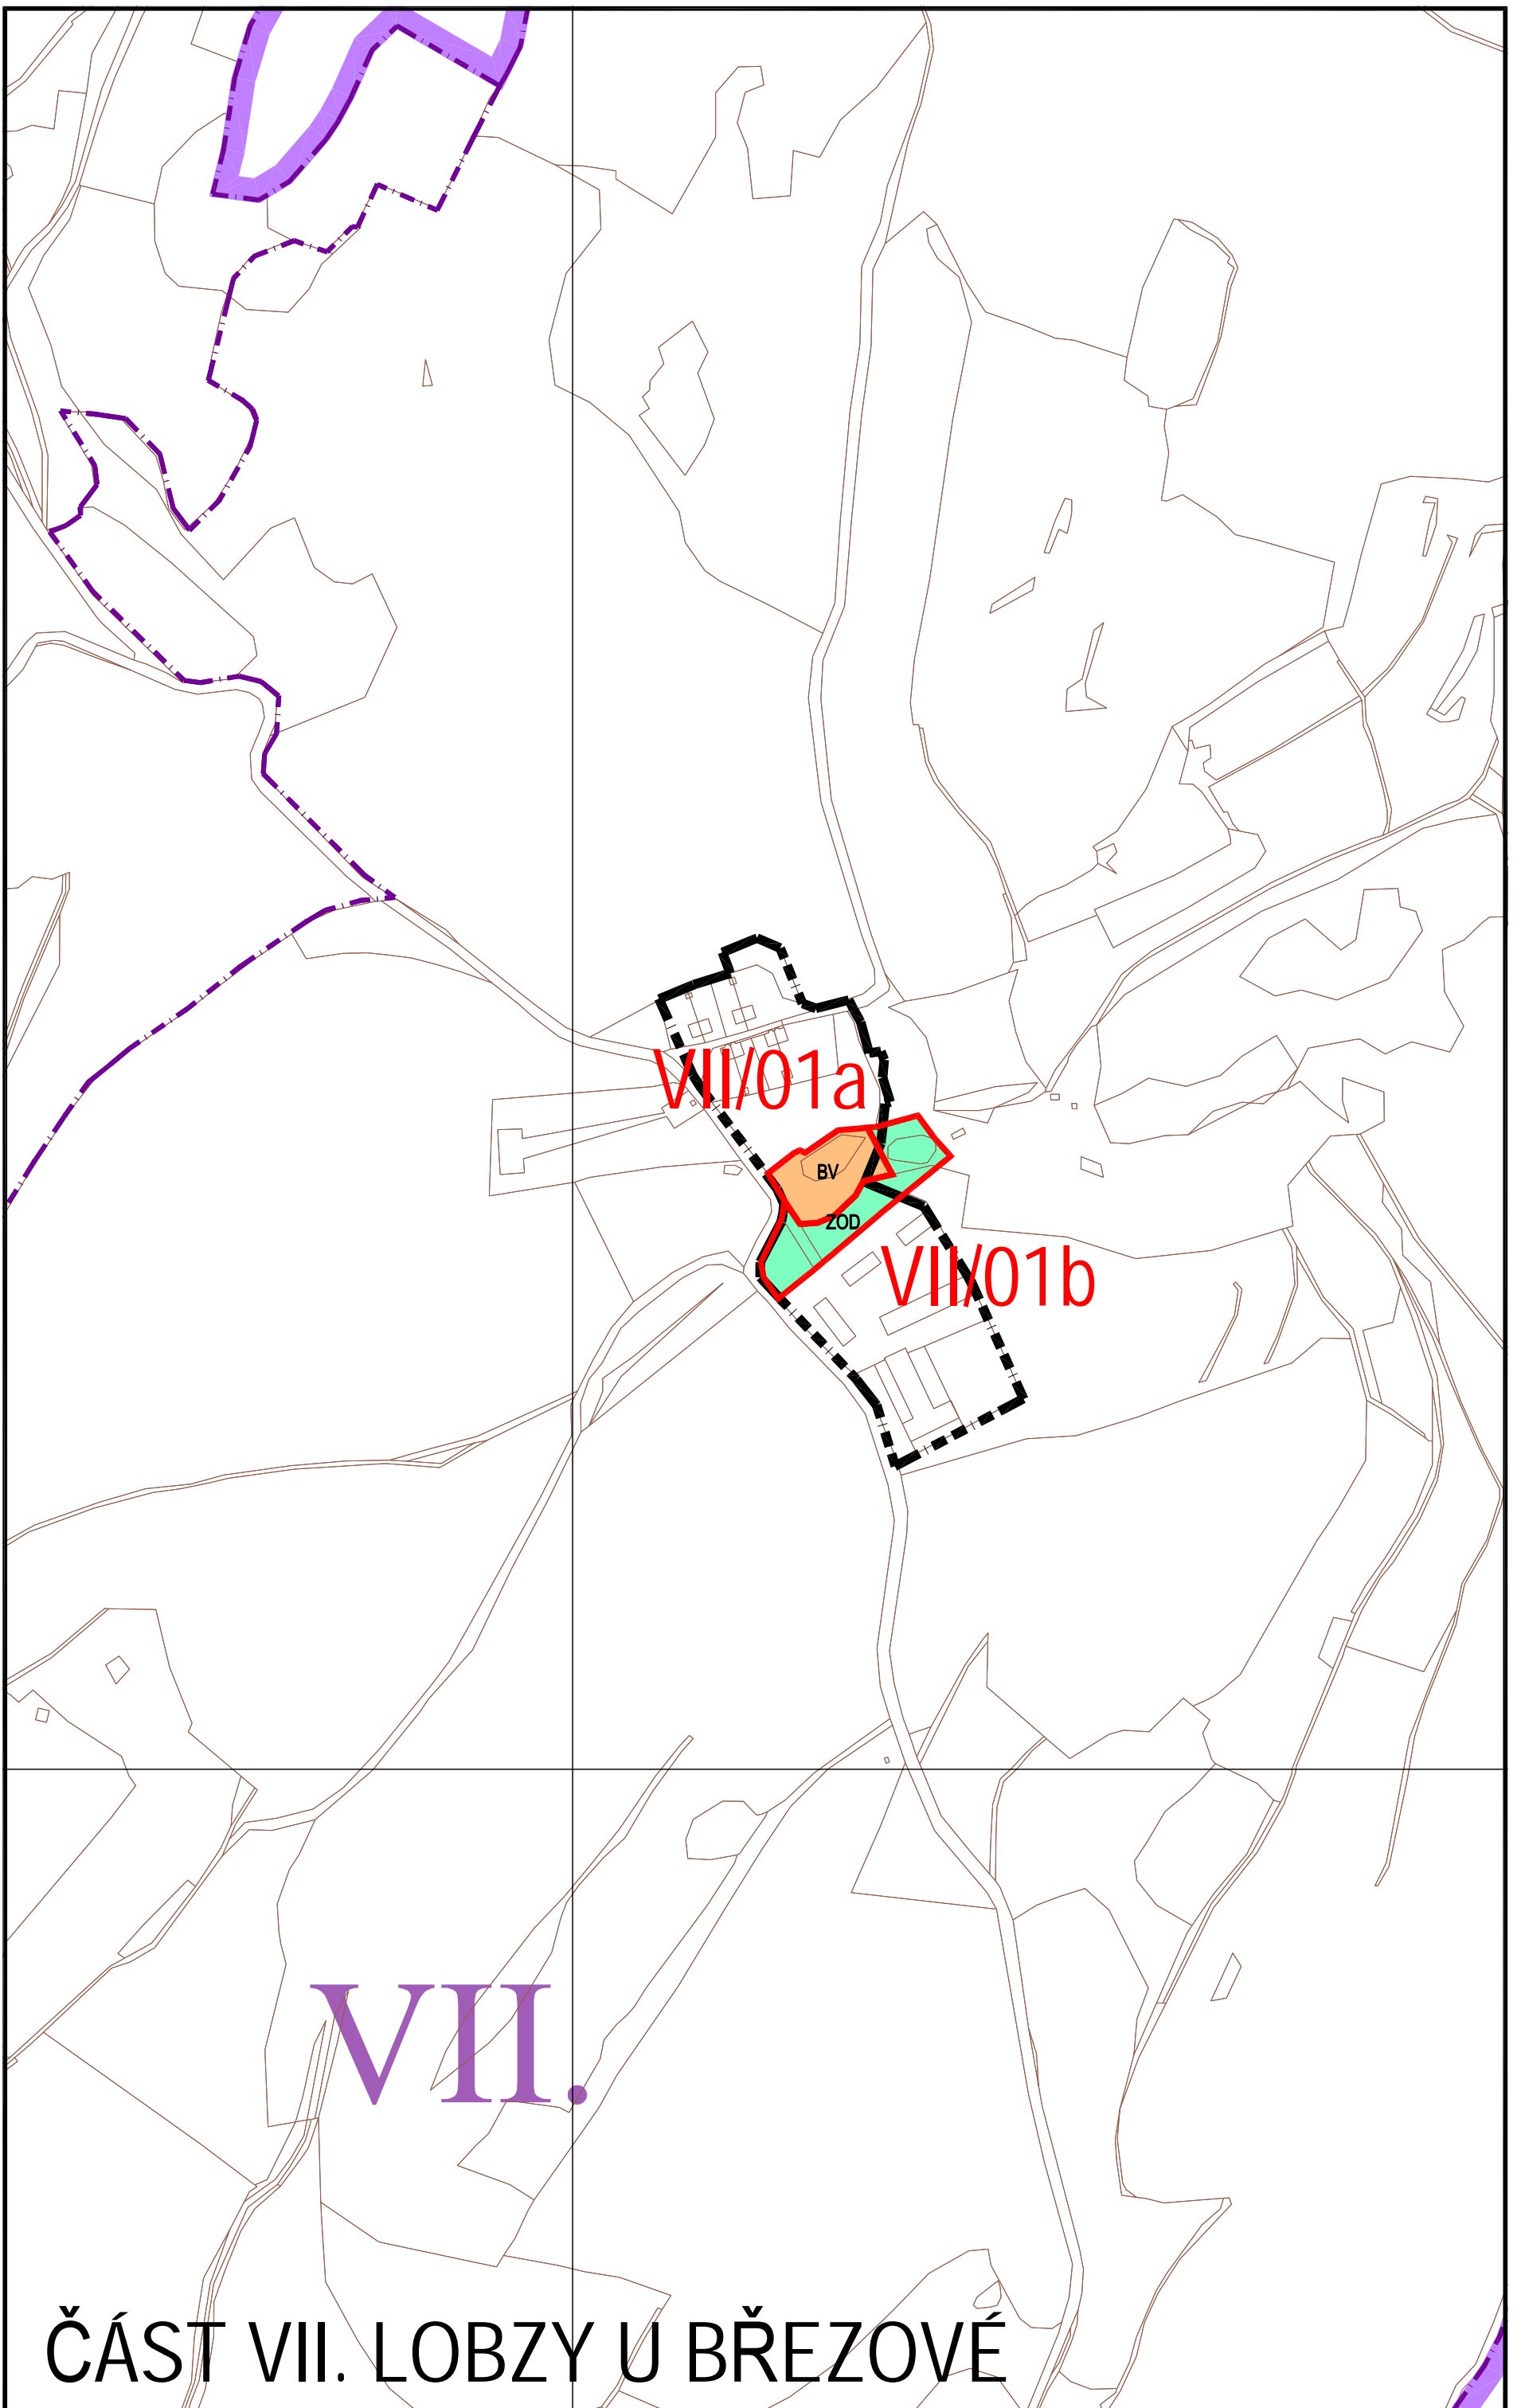 VII/01a
BV
ZOD
VII/01b
VII.
ČÁST VII. LOBZY U BŘEZOVÉ